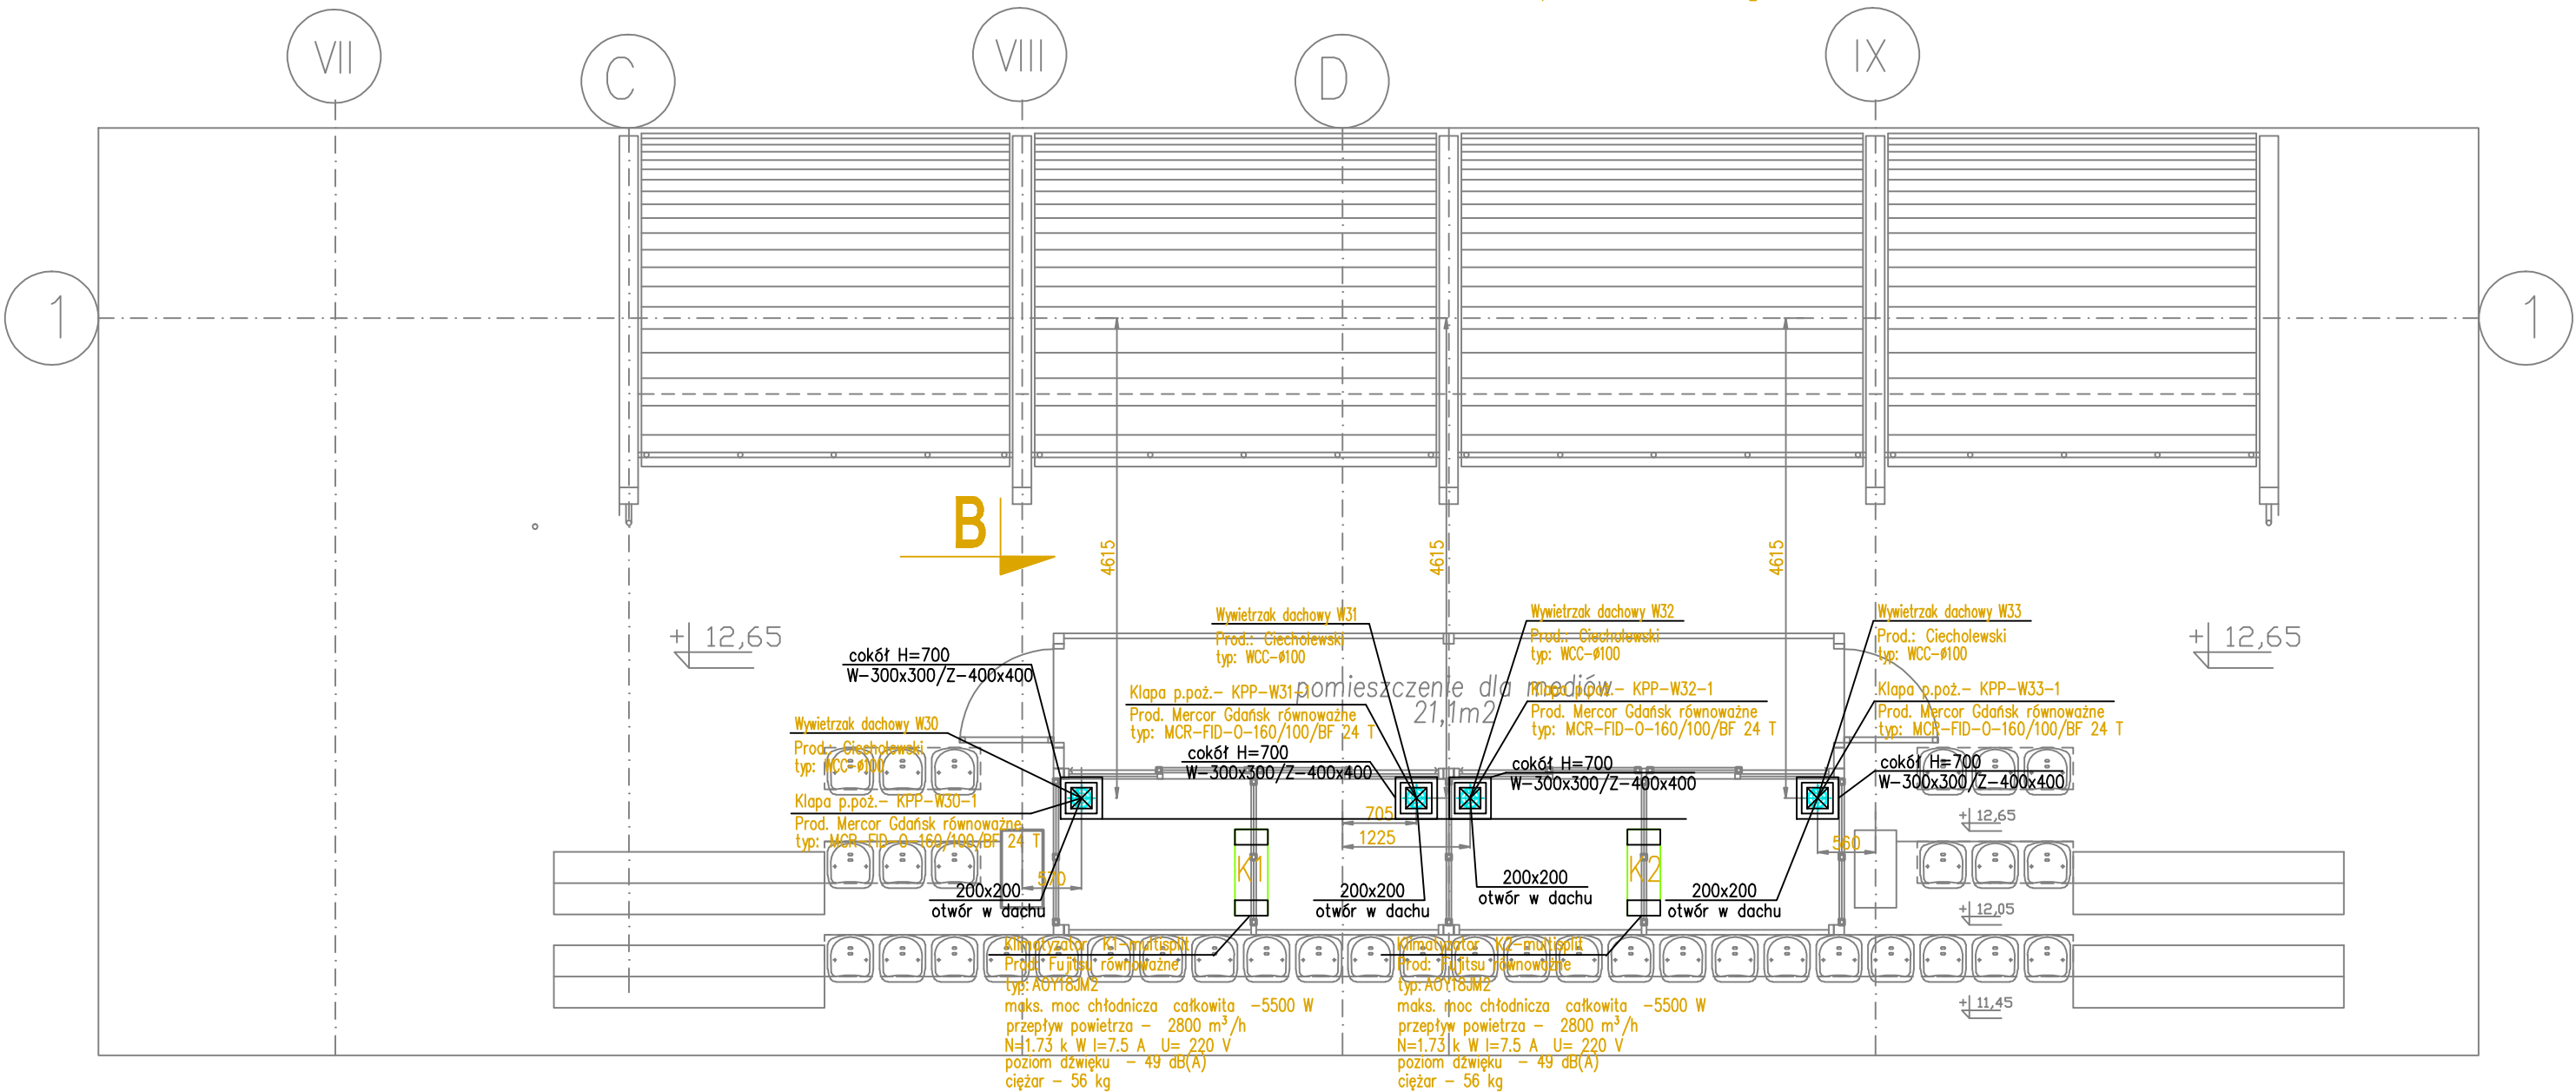 VII
C
VIII
D
IX
1
1
B
4615
4615
4615
+ 12,65
+ 12,65
cokół H=700
W-300x300/Z-400x400
Wywietrzak dachowy W30
Prod.: Ciecholewski
typ: WCC-ø100
Klapa p.poż.- KPP-W30-1
Prod. Mercor Gdańsk równoważne
typ: MCR-FID-O-160/100/BF 24 T
Wywietrzak dachowy W31
Prod.: Ciecholewski
typ: WCC-ø100
Klapa p.poż.- KPP-W31-1
Prod. Mercor Gdańsk równoważne
typ: MCR-FID-O-160/100/BF 24 T
cokół H=700
W-300x300/Z-400x400
pomieszczenie dla mediów
21,1m2
Wywietrzak dachowy W32
Prod.: Ciecholewski
typ: WCC-ø100
Klapa p.poż.- KPP-W32-1
Prod. Mercor Gdańsk równoważne
typ: MCR-FID-O-160/100/BF 24 T
cokół H=700
W-300x300/Z-400x400
Wywietrzak dachowy W33
Prod.: Ciecholewski
typ: WCC-ø100
Klapa p.poż.- KPP-W33-1
Prod. Mercor Gdańsk równoważne
typ: MCR-FID-O-160/100/BF 24 T
cokół H=700
W-300x300/Z-400x400
705
1225
570
560
K1
K2
200x200
otwór w dachu
200x200
otwór w dachu
200x200
otwór w dachu
200x200
otwór w dachu
+ 12,65
+ 12,05
+ 11,45
Klimatyzator K1-multisplit
Prod: Fujitsu równoważne
typ: AOY18JM2
maks. moc chłodnicza całkowita -5500 W
przepływ powietrza - 2800 m³/h
N=1.73 k W I=7.5 A U= 220 V
poziom dźwięku - 49 dB(A)
ciężar - 56 kg
Klimatyzator K2-multisplit
Prod: Fujitsu równoważne
typ: AOY18JM2
maks. moc chłodnicza całkowita -5500 W
przepływ powietrza - 2800 m³/h
N=1.73 k W I=7.5 A U= 220 V
poziom dźwięku - 49 dB(A)
ciężar - 56 kg